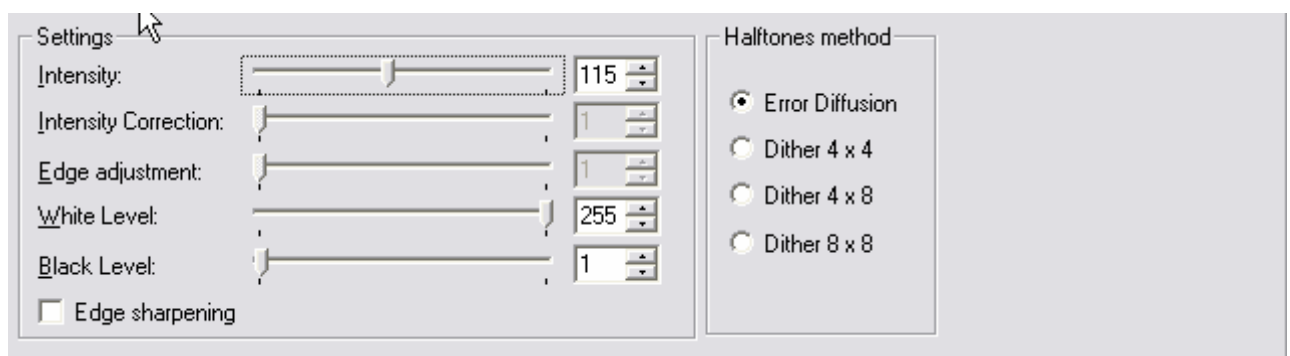 Settings
Intensity: 115
Intensity Correction: 1
Edge adjustment: 1
White Level: 255
Black Level: 1
Edge sharpening
Halftones method
Error Diffusion
Dither 4 x 4
Dither 4 x 8
Dither 8 x 8